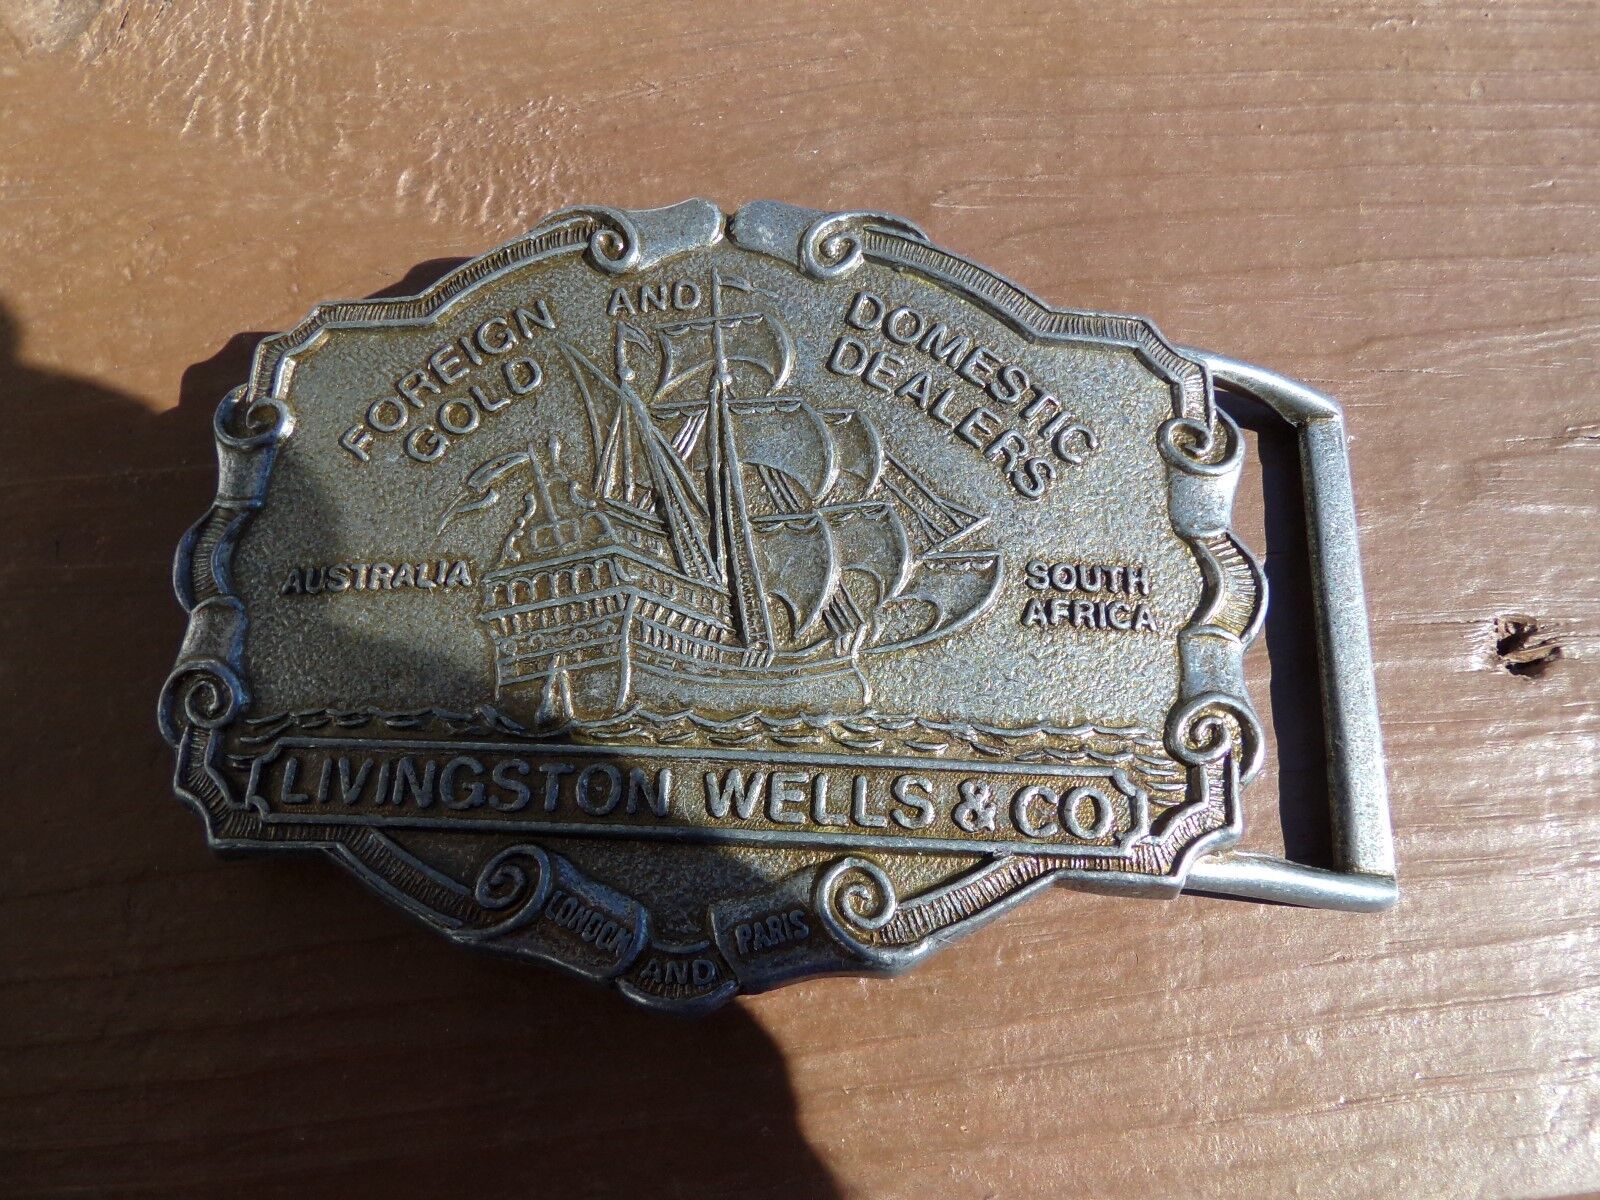 FOREIGN AND DOMESTIC
GOLD DEALERS
AUSTRALIA
SOUTH
AFRICA
LIVINGSTON WELLS & CO.
LONDON
AND
PARIS